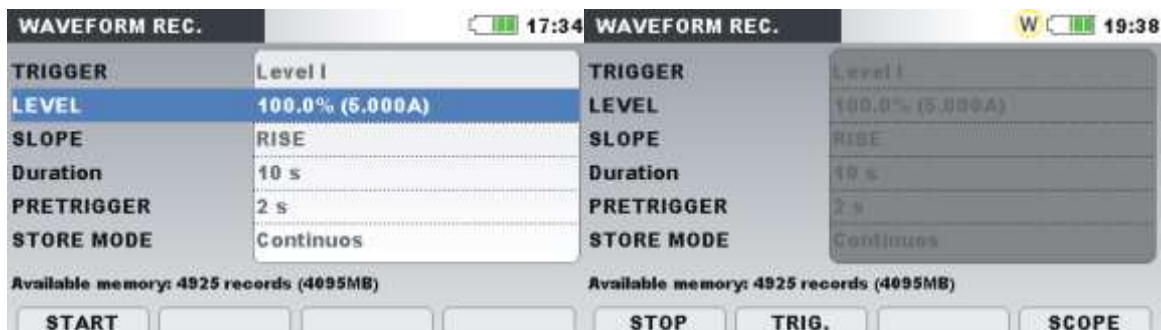 WAVEFORM REC. 17:34
TRIGGER Level I
LEVEL 100.0% (5.000A)
SLOPE RISE
Duration 10 s
PRETRIGGER 2 s
STORE MODE Continuos
Available memory: 4925 records (4095MB)
START
WAVEFORM REC. W 19:38
TRIGGER Level I
LEVEL 100.0% (5.000A)
SLOPE RISE
Duration 10 s
PRETRIGGER 2 s
STORE MODE Continuos
Available memory: 4925 records (4095MB)
STOP TRIG. SCOPE